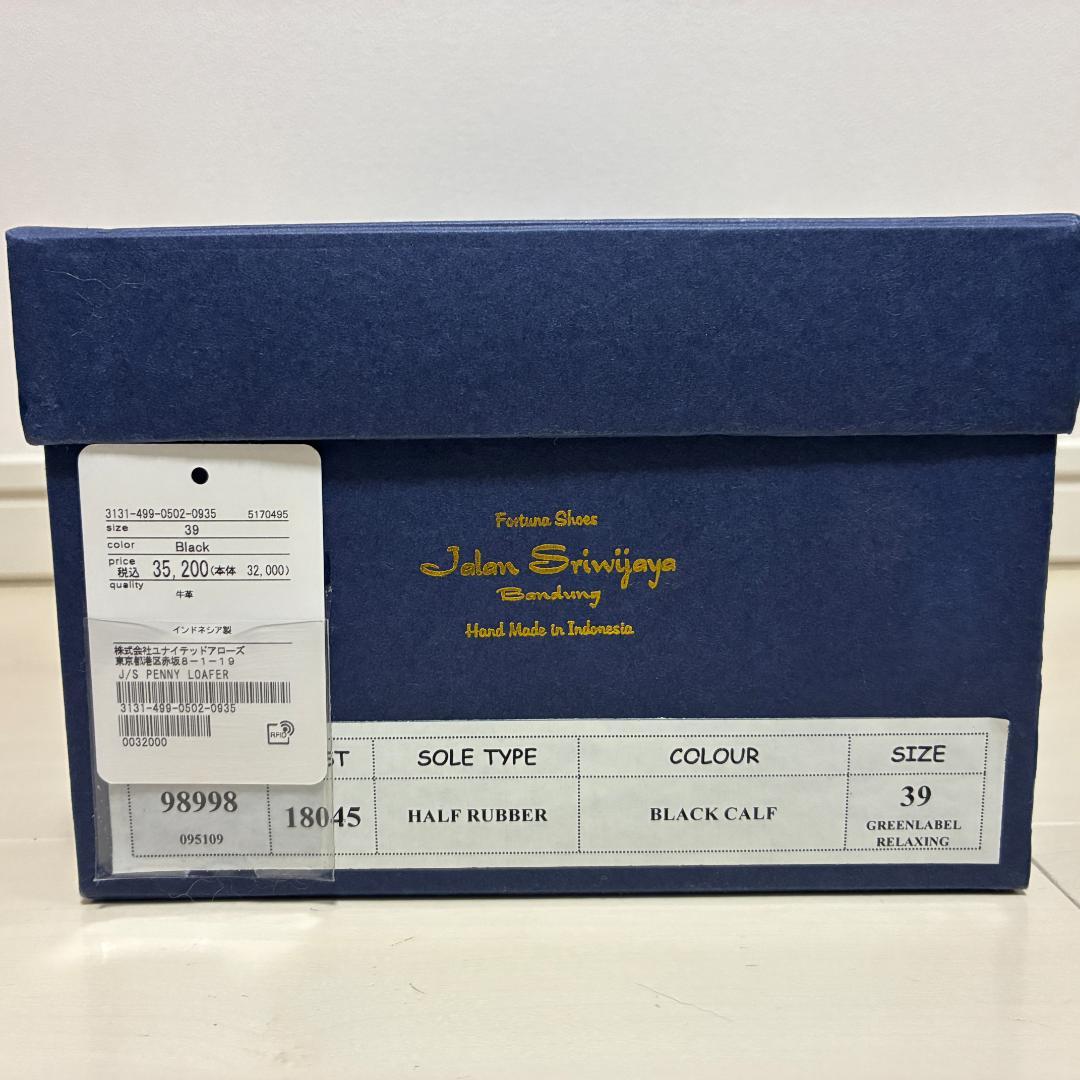 3131-499-0502-0935 5170495
size 39
color Black
price
税込 35,200(本体 32,000)
quality
牛革
インドネシア製
株式会社ユナイテッドアローズ
東京都港区赤坂8-1-19
J/S PENNY LOAFER
3131-499-0502-0935
0032000
RFID
Fortuna Shoes
Jalan Sriwijaya
Bandung
Hand Made in Indonesia
SOLE TYPE COLOUR SIZE
98998 18045 HALF RUBBER BLACK CALF 39
095109 GREENLABEL
RELAXING